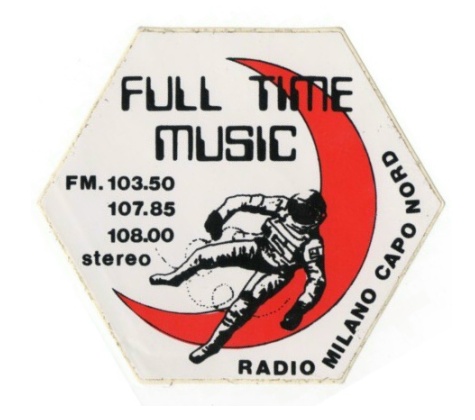 FULL TIME
MUSIC
FM. 103.50
107.85
108.00
stereo
RADIO MILANO CAPO NORD